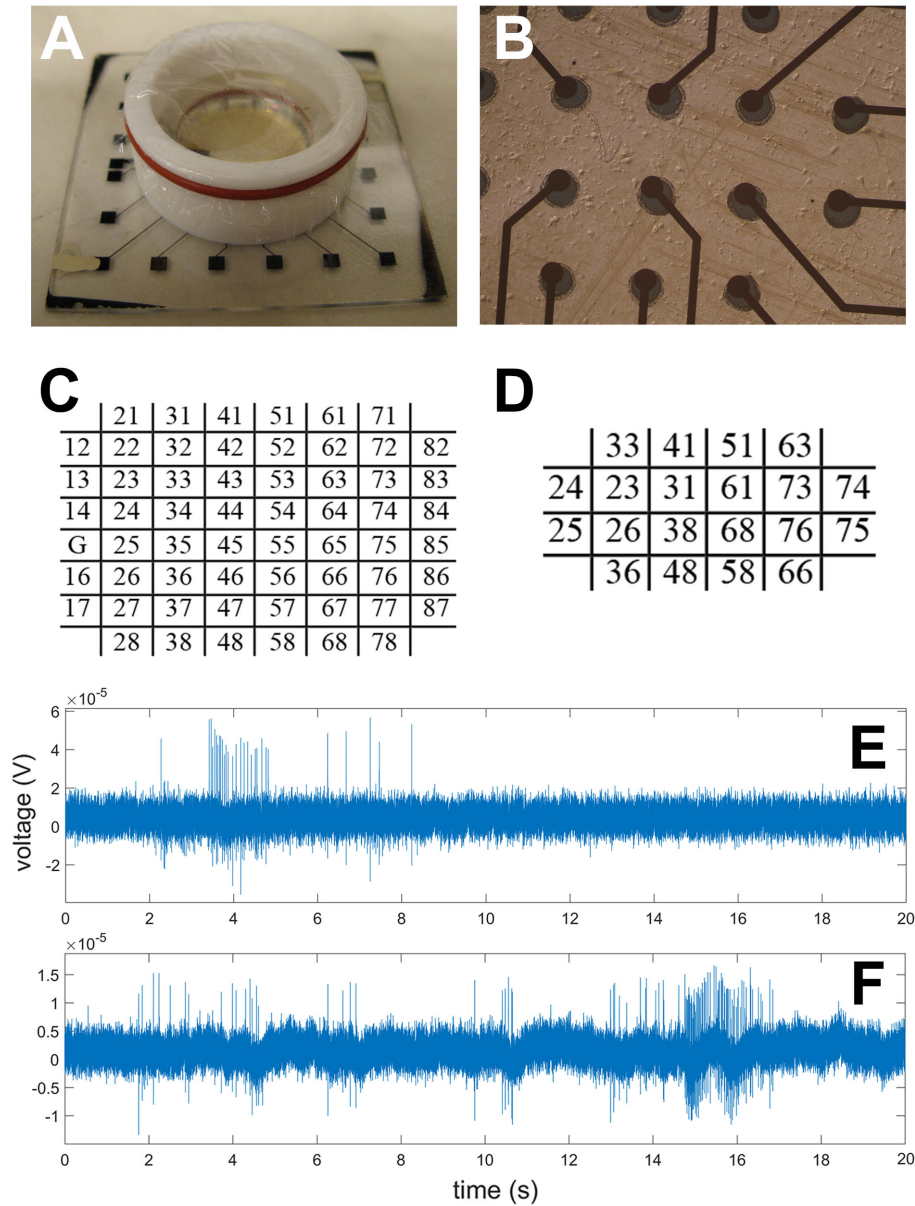 A
B
C
21 31 41 51 61 71
12 22 32 42 52 62 72 82
13 23 33 43 53 63 73 83
14 24 34 44 54 64 74 84
G 25 35 45 55 65 75 85
16 26 36 46 56 66 76 86
17 27 37 47 57 67 77 87
28 38 48 58 68 78
D
33 41 51 63
24 23 31 61 73 74
25 26 38 68 76 75
36 48 58 66
×10-5
E
6
4
2
0
-2
voltage (V)
0 2 4 6 8 10 12 14 16 18 20
×10-5
F
1.5
1
0.5
0
-0.5
-1
0 2 4 6 8 10 12 14 16 18 20
time (s)